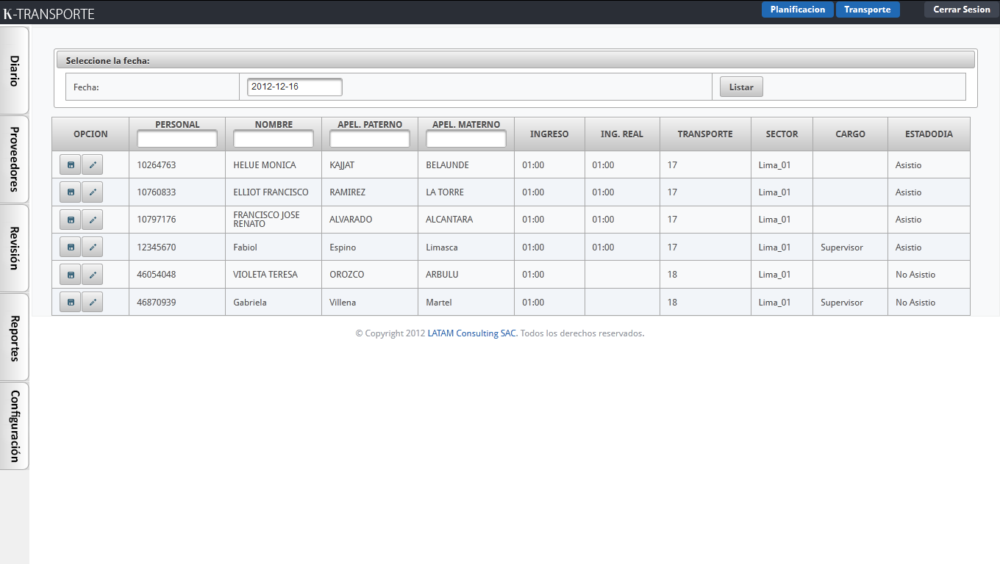 K-TRANSPORTE Planificacion Transporte Cerrar Sesion
Diario
Proveedores
Revisión
Reportes
Configuración
Seleccione la fecha:
Fecha: 2012-12-16 Listar
OPCION PERSONAL NOMBRE APEL. PATERNO APEL. MATERNO INGRESO ING. REAL TRANSPORTE SECTOR CARGO ESTADODIA
10264763 HELUE MONICA KAJJAT BELAUNDE 01:00 01:00 17 Lima_01 Asistio
10760833 ELLIOT FRANCISCO RAMIREZ LA TORRE 01:00 01:00 17 Lima_01 Asistio
10797176 FRANCISCO JOSE RENATO ALVARADO ALCANTARA 01:00 01:00 17 Lima_01 Asistio
12345670 Fabiol Espino Limasca 01:00 01:00 17 Lima_01 Supervisor Asistio
46054048 VIOLETA TERESA OROZCO ARBULU 01:00 18 Lima_01 No Asistio
46870939 Gabriela Villena Martel 01:00 18 Lima_01 Supervisor No Asistio
© Copyright 2012 LATAM Consulting SAC. Todos los derechos reservados.